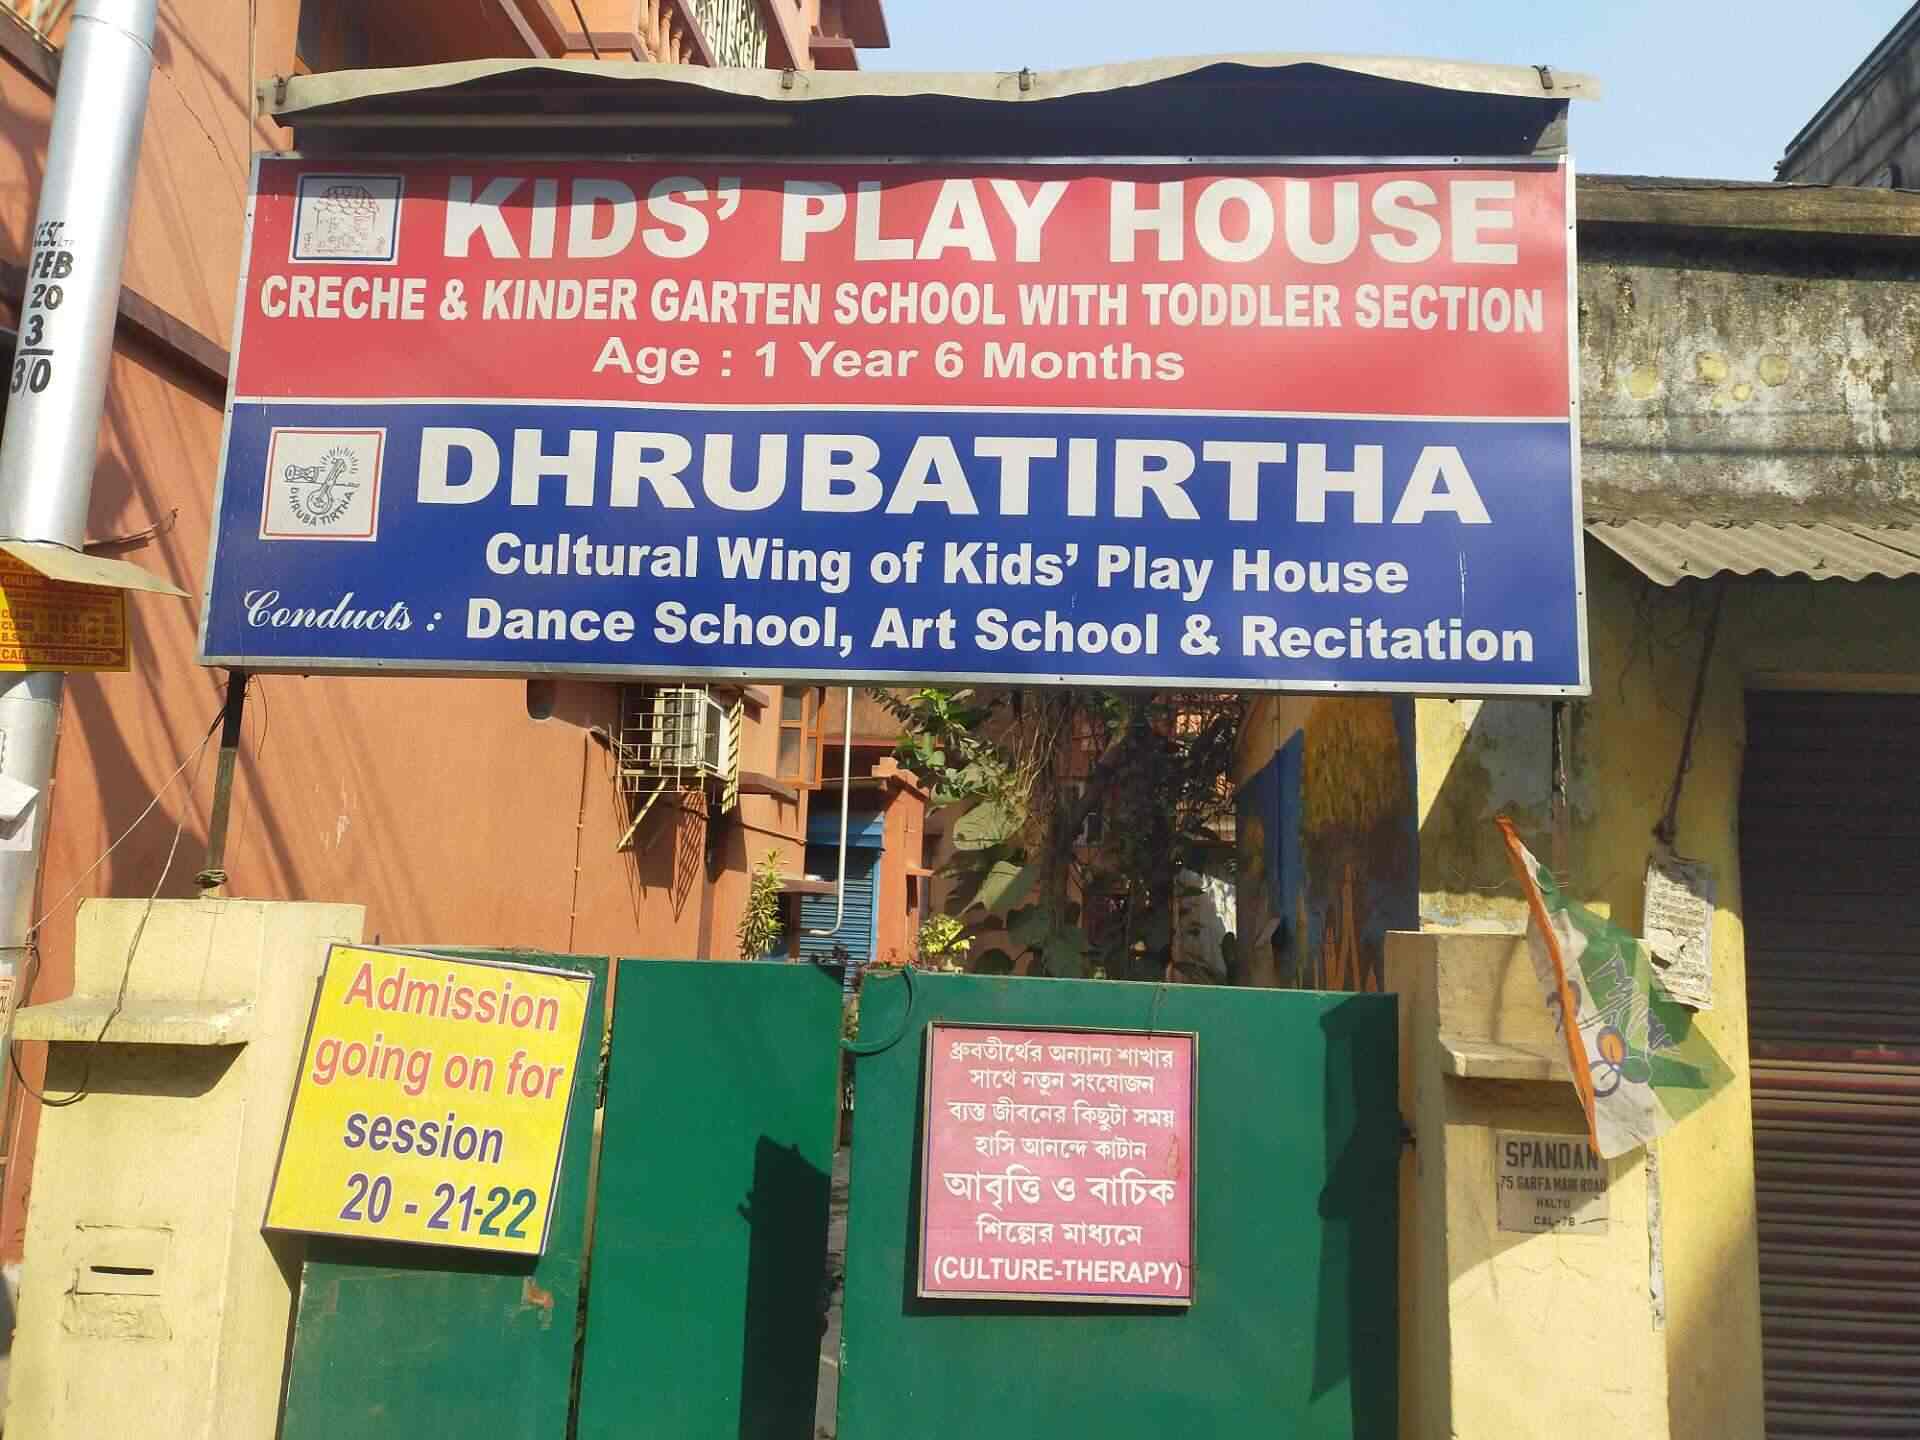 KIDS' PLAY HOUSE
CRECHE & KINDER GARTEN SCHOOL WITH TODDLER SECTION
Age : 1 Year 6 Months
DHRUBATIRTHA
DHRUBA TIRTHA
Cultural Wing of Kids' Play House
Conducts : Dance School, Art School & Recitation
CESC LTD
FEB
20
3
3/0
Admission
going on for
session
20 - 21-22
ধ্রুবতীর্থের অন্যান্য শাখার
সাথে নতূন সংযোজন
ব্যস্ত জীবনের কিছুটা সময়
হাসি আনন্দে কাটান
আবৃত্তি ও বাচিক
শিল্পের মাধ্যমে
(CULTURE-THERAPY)
SPANDAN
75 GARFA MAIN ROAD
HALTU
CAL-78